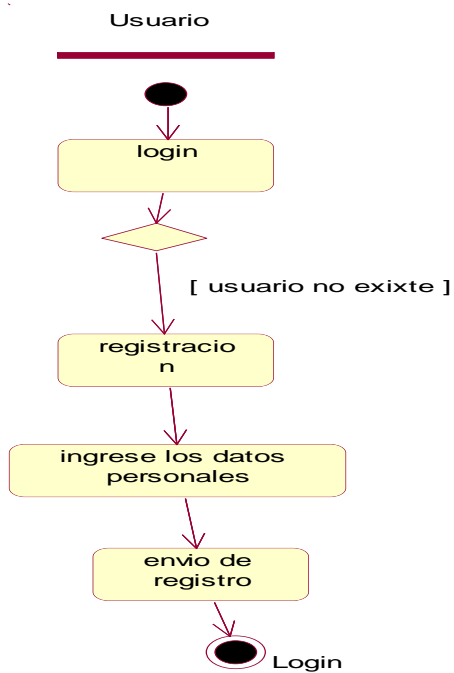 Usuario
login
[ usuario no exixte ]
registracio
n
ingrese los datos
personales
envio de
registro
Login